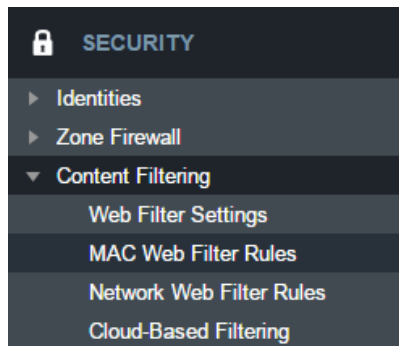 SECURITY
Identities
Zone Firewall
Content Filtering
Web Filter Settings
MAC Web Filter Rules
Network Web Filter Rules
Cloud-Based Filtering